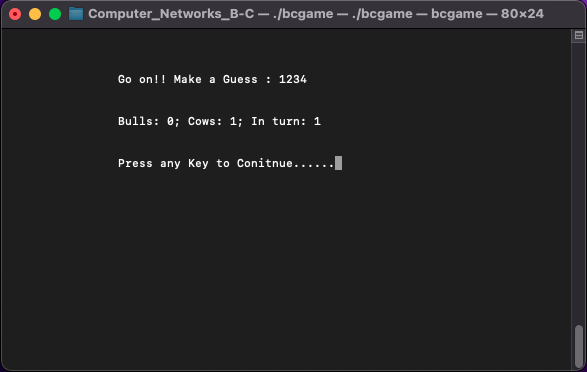 Computer_Networks_B-C — ./bcgame — ./bcgame — bcgame — 80×24
Go on!! Make a Guess : 1234
Bulls: 0; Cows: 1; In turn: 1
Press any Key to Conitnue......